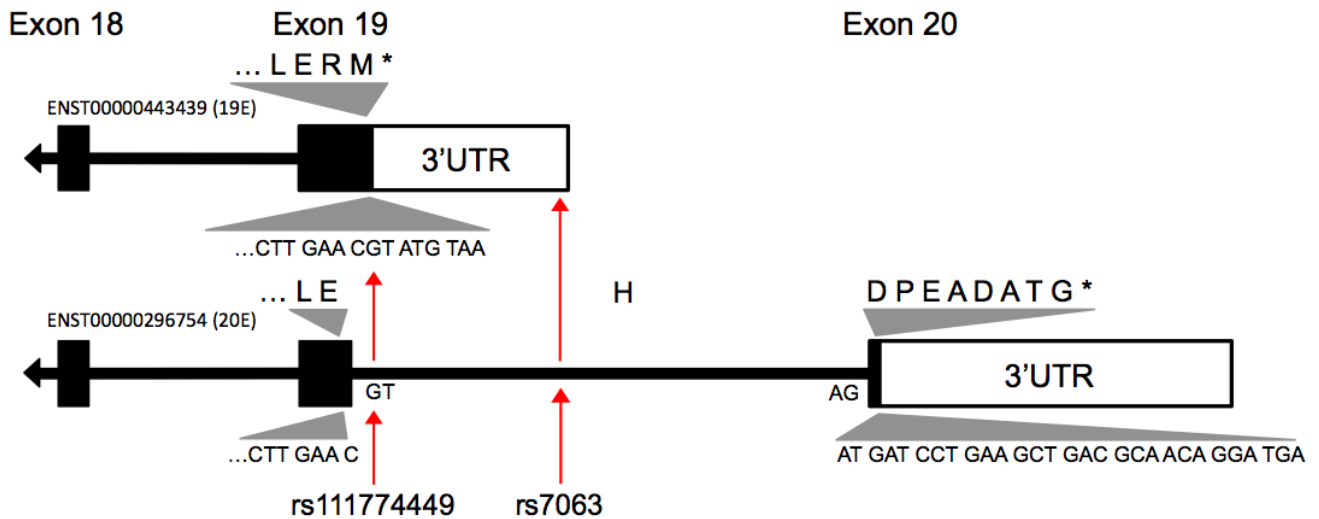 Exon 18 Exon 19 Exon 20
... L E R M *
ENST00000443439 (19E)
3'UTR
...CTT GAA CGT ATG TAA
... L E H D P E A D A T G *
ENST00000296754 (20E)
3'UTR
GT AG
...CTT GAA C AT GAT CCT GAA GCT GAC GCA ACA GGA TGA
rs111774449 rs7063